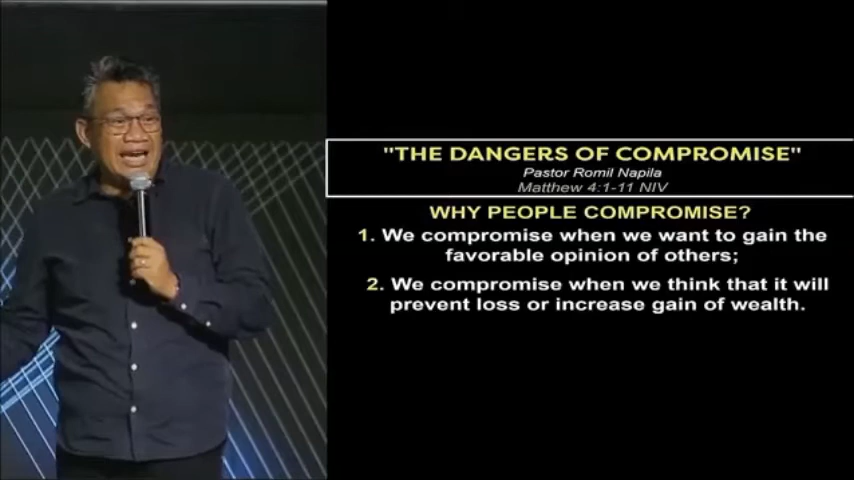 "THE DANGERS OF COMPROMISE"
Pastor Romil Napila
Matthew 4:1-11 NIV
WHY PEOPLE COMPROMISE?
1. We compromise when we want to gain the
favorable opinion of others;
2. We compromise when we think that it will
prevent loss or increase gain of wealth.